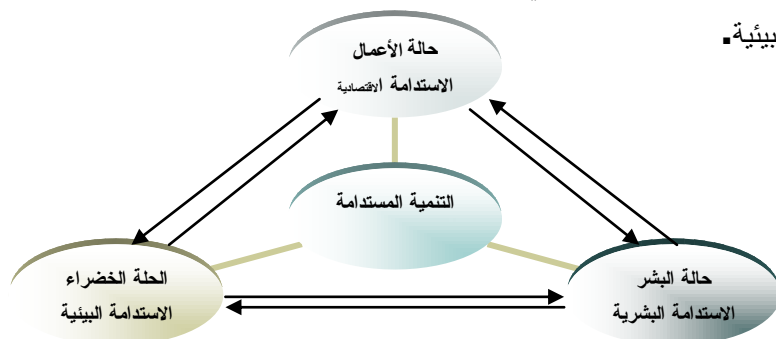 بيئية.
حالة الأعمال
الاستدامة الاقتصادية
التنمية المستدامة
الحلة الخضراء
الاستدامة البيئية
حالة البشر
الاستدامة البشرية